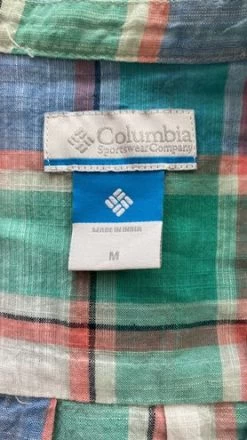 Columbia
Sportswear Company
MADE IN INDIA
M